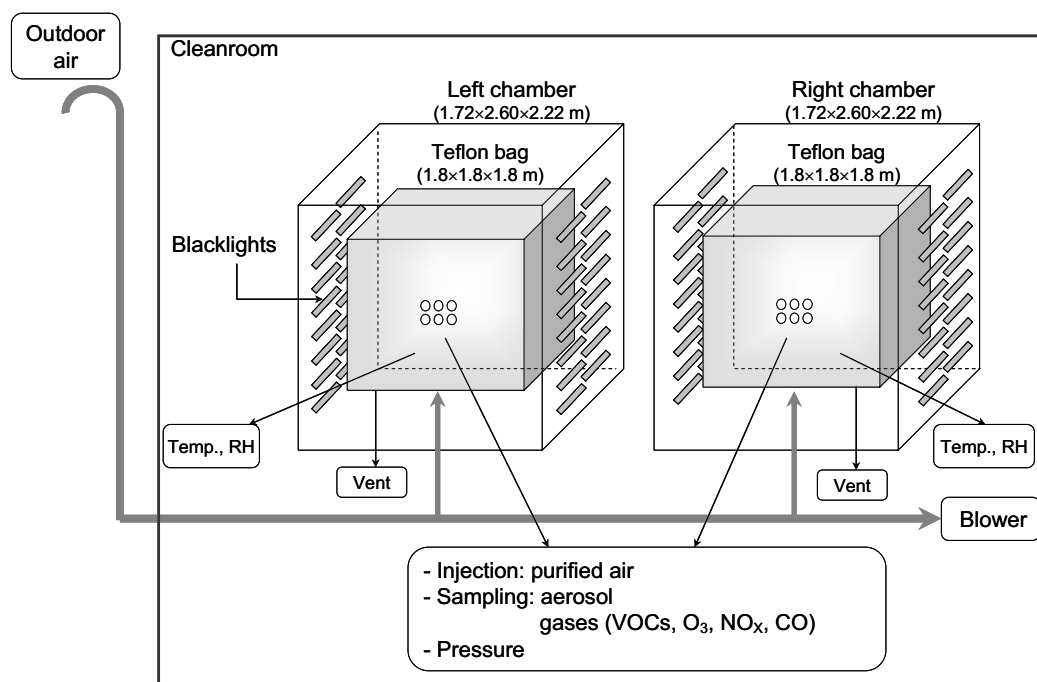 Outdoor
air
Cleanroom
Left chamber
(1.72×2.60×2.22 m)
Right chamber
(1.72×2.60×2.22 m)
Teflon bag
(1.8×1.8×1.8 m)
Teflon bag
(1.8×1.8×1.8 m)
Blacklights
Temp., RH
Temp., RH
Vent
Vent
Blower
- Injection: purified air
- Sampling: aerosol
gases (VOCs, O₃, NOₓ, CO)
- Pressure